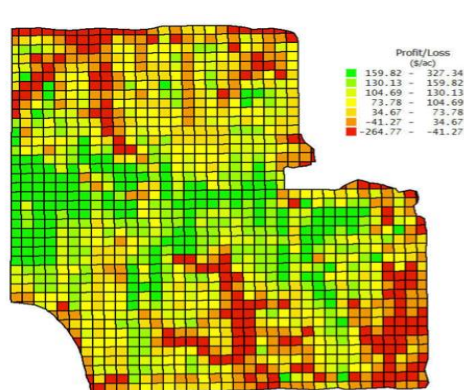 Profit/Loss
($/ac)
159.82 - 327.34
130.13 - 159.82
104.69 - 130.13
73.78 - 104.69
34.67 - 73.78
-41.27 - 34.67
-264.77 - -41.27